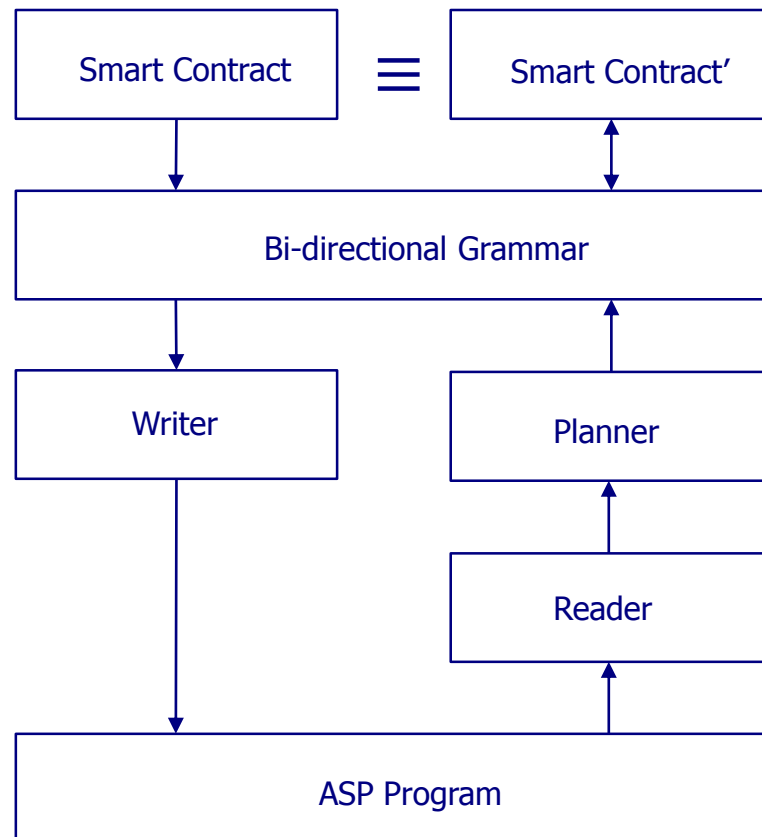 Smart Contract ≡ Smart Contract’
Bi-directional Grammar
Writer
Planner
Reader
ASP Program